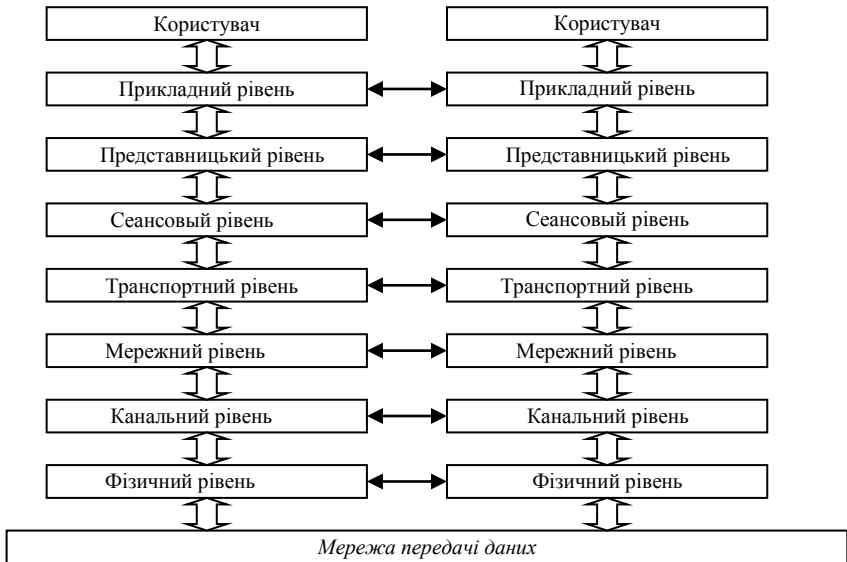 Користувач Користувач
Прикладний рівень Прикладний рівень
Представницький рівень Представницький рівень
Сеансовый рівень Сеансовый рівень
Транспортний рівень Транспортний рівень
Мережний рівень Мережний рівень
Канальний рівень Канальний рівень
Фізичний рівень Фізичний рівень
Мережа передачі даних